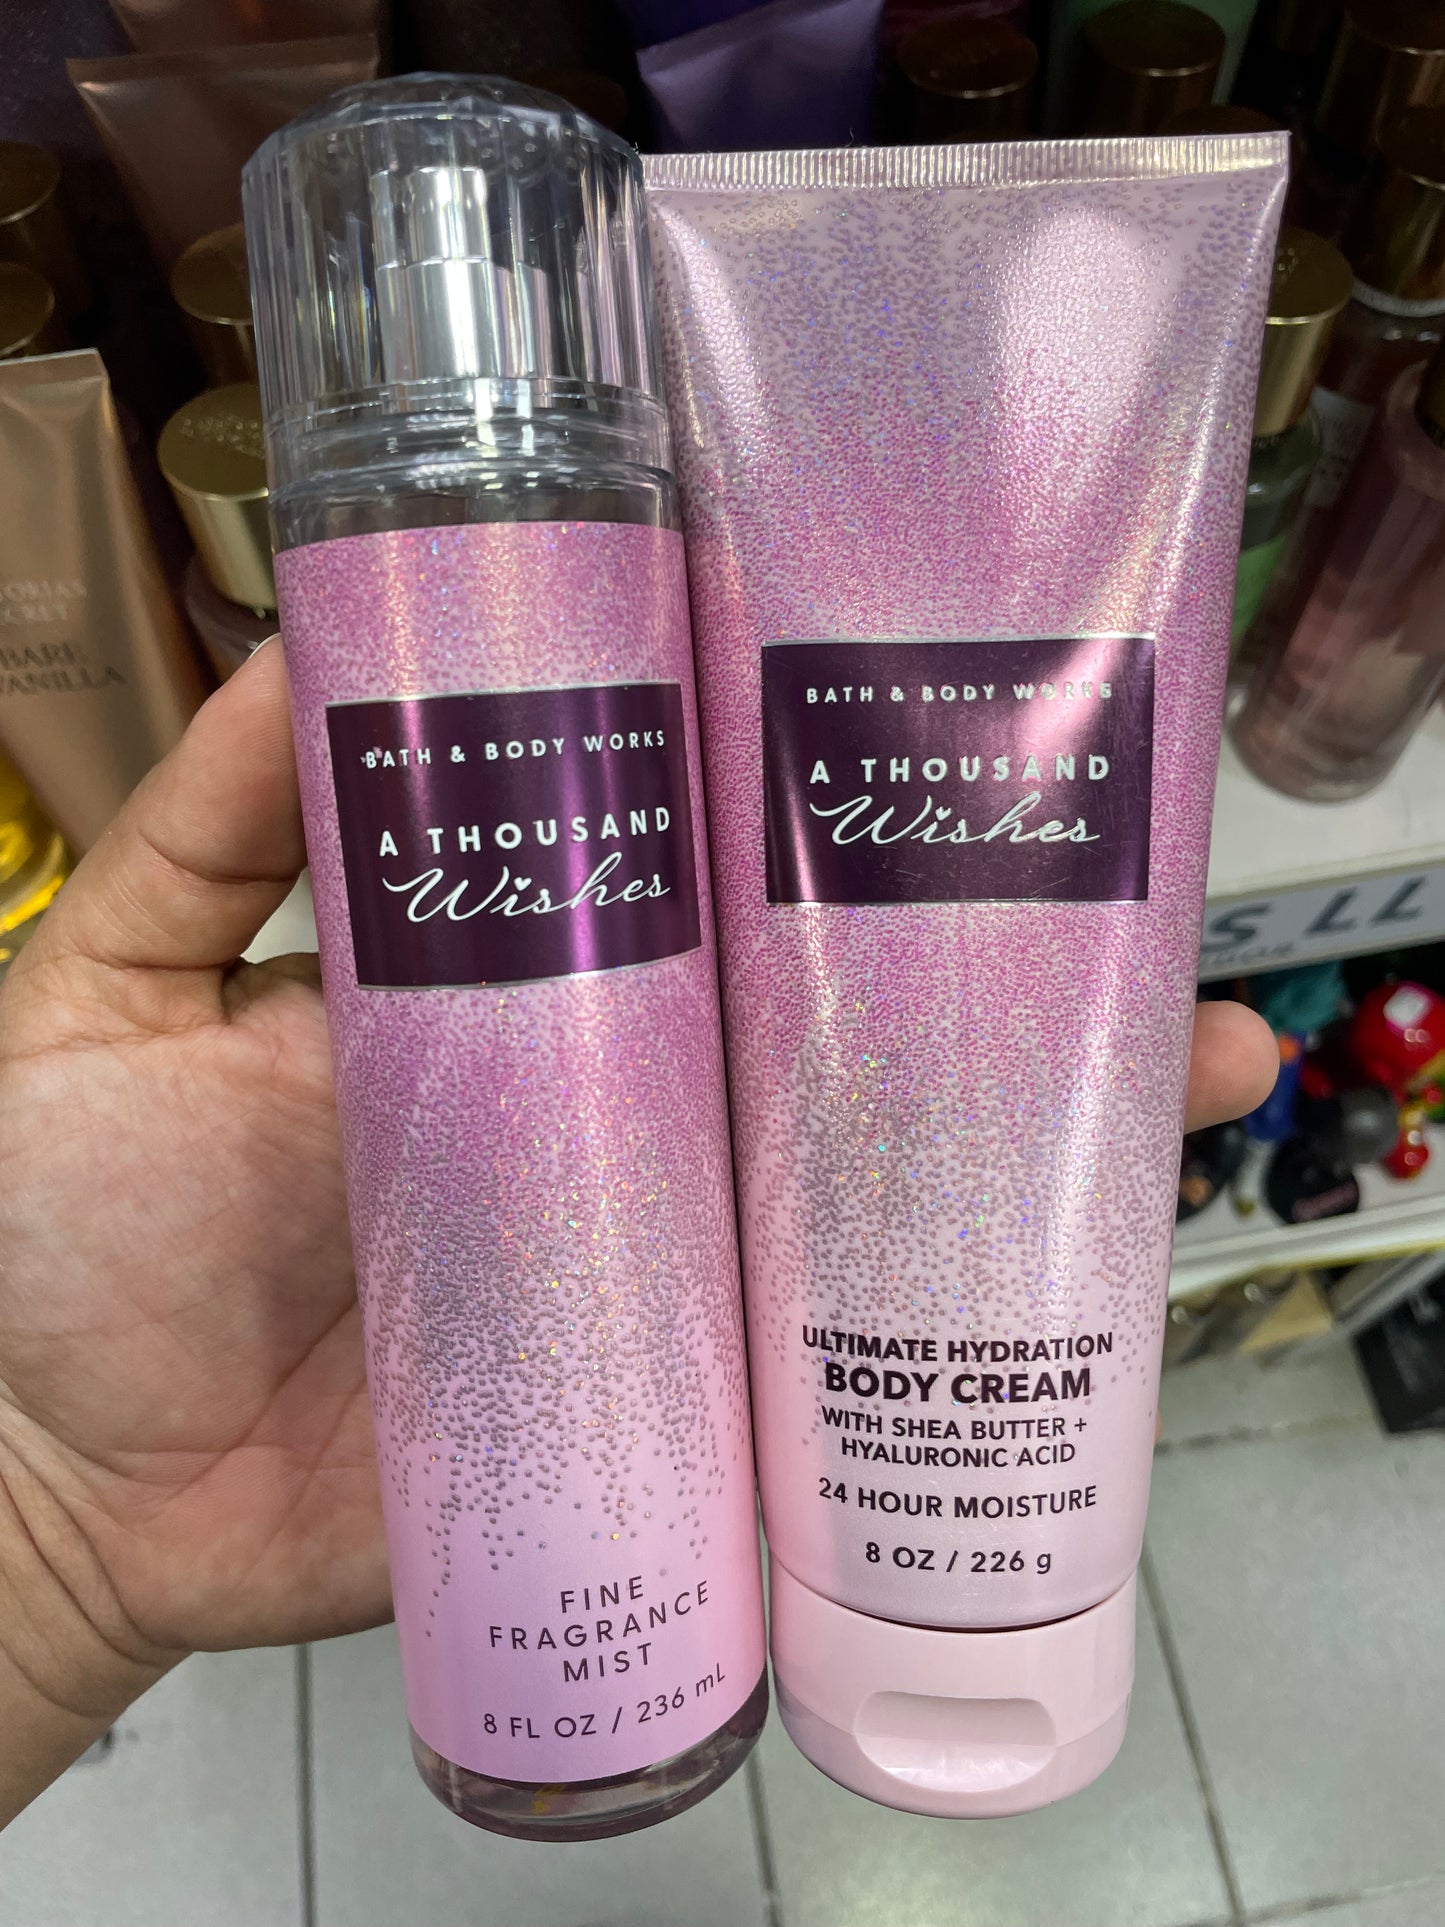 BATH & BODY WORKS
A THOUSAND
Wishes
FINE
FRAGRANCE
MIST
8 FL OZ / 236 mL
BATH & BODY WORKS
A THOUSAND
Wishes
ULTIMATE HYDRATION
BODY CREAM
WITH SHEA BUTTER +
HYALURONIC ACID
24 HOUR MOISTURE
8 OZ / 226 g
BARE
VANILLA
S LL